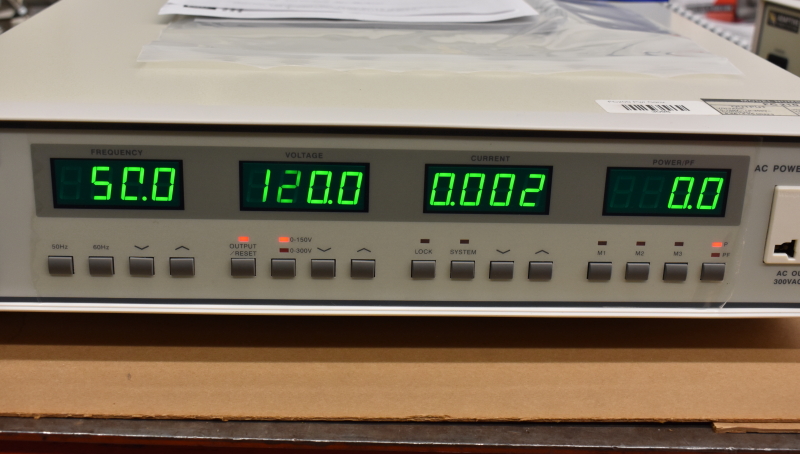 FREQUENCY
50.0
VOLTAGE
120.0
CURRENT
0.002
POWER/PF
0.0
AC POWE
50Hz
60Hz
OUTPUT
/RESET
0-150V
0-300V
LOCK
SYSTEM
M1
M2
M3
P
PF
AC OU
300VAC